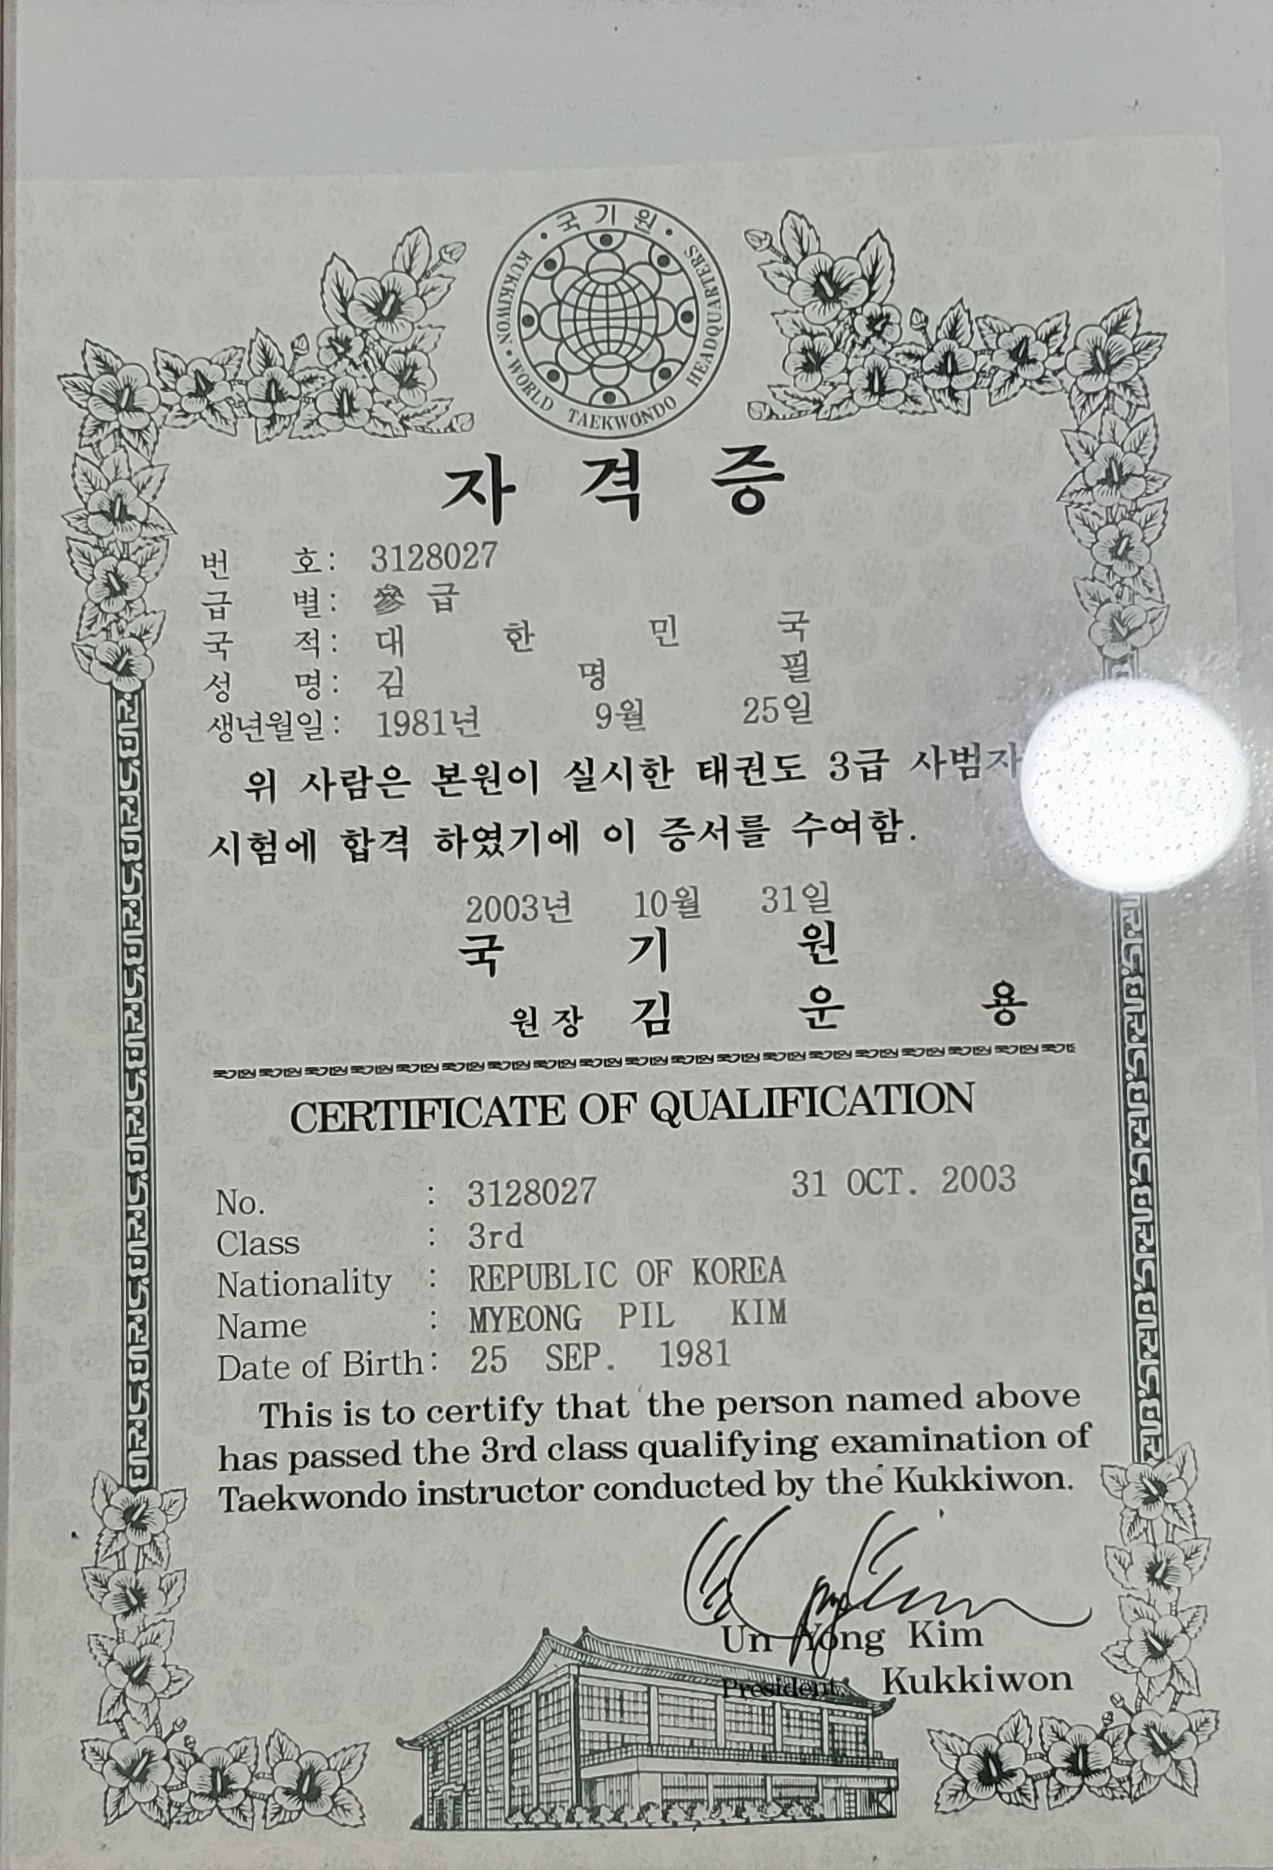 국기원
KUKKIWON · WORLD TAEKWONDO HEADQUARTERS
자 격 증
번 호: 3128027
급 별: 參 급
국 적: 대 한 민 국
성 명: 김 명 필
생년월일: 1981년 9월 25일
위 사람은 본원이 실시한 태권도 3급 사범자
시험에 합격 하였기에 이 증서를 수여함.
2003년 10월 31일
국 기 원
원장 김 운 용
CERTIFICATE OF QUALIFICATION
No. : 3128027 31 OCT. 2003
Class : 3rd
Nationality : REPUBLIC OF KOREA
Name : MYEONG PIL KIM
Date of Birth : 25 SEP. 1981
This is to certify that the person named above
has passed the 3rd class qualifying examination of
Taekwondo instructor conducted by the Kukkiwon.
Un Yong Kim
President, Kukkiwon